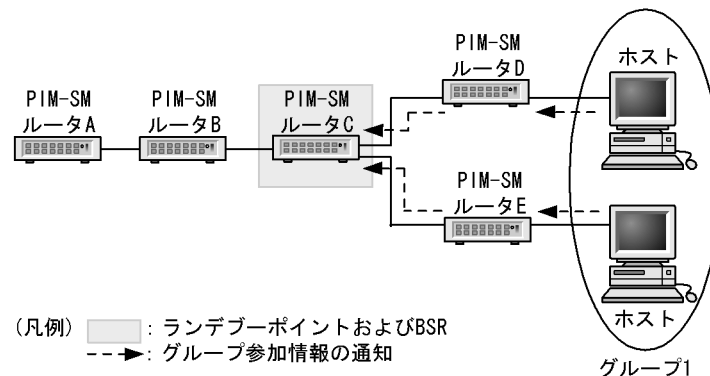 PIM-SM
ルータD
ホスト
PIM-SM
ルータA
PIM-SM
ルータB
PIM-SM
ルータC
PIM-SM
ルータE
ホスト
グループ1
(凡例)
: ランデブーポイントおよびBSR
: グループ参加情報の通知